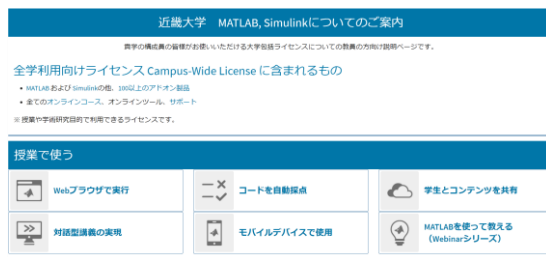 近畿大学 MATLAB, Simulinkについてのご案内
貴学の構成員の皆様がお使いいただける大学包括ライセンスについての教員の方向け説明ページです。
全学利用向けライセンス Campus-Wide License に含まれるもの
• MATLAB および Simulinkの他、100以上のアドオン製品
• 全てのオンラインコース、オンラインツール、サポート
※ 授業や学術研究目的で利用できるライセンスです。
授業で使う
Webブラウザで実行
コードを自動採点
学生とコンテンツを共有
対話型講義の実現
モバイルデバイスで使用
MATLABを使って教える
（Webinarシリーズ）